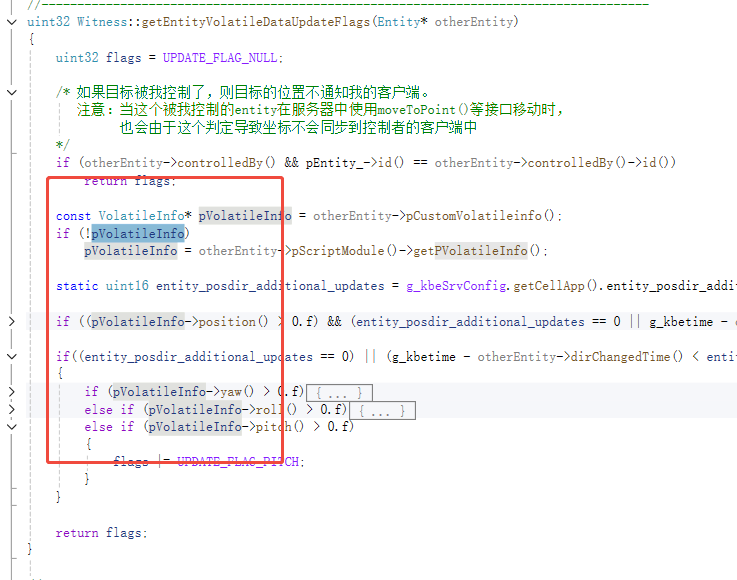 //------------------------------------------------------------------------------------
uint32 Witness::getEntityVolatileDataUpdateFlags(Entity* otherEntity)
{
uint32 flags = UPDATE_FLAG_NULL;
/* 如果目标被我控制了，则目标的位置不通知我的客户端。
注意：当这个被我控制的entity在服务器中使用moveToPoint()等接口移动时，
也会由于这个判定导致坐标不会同步到控制者的客户端中
*/
if (otherEntity->controlledBy() && pEntity_->id() == otherEntity->controlledBy()->id())
return flags;
const VolatileInfo* pVolatileInfo = otherEntity->pCustomVolatileinfo();
if (!pVolatileInfo)
pVolatileInfo = otherEntity->pScriptModule()->getPVolatileInfo();
static uint16 entity_posdir_additional_updates = g_kbeSrvConfig.getCellApp().entity_posdir_addit
if ((pVolatileInfo->position() > 0.f) && (entity_posdir_additional_updates == 0 || g_kbetime - o
if((entity_posdir_additional_updates == 0) || (g_kbetime - otherEntity->dirChangedTime() < entit
{
if (pVolatileInfo->yaw() > 0.f) { ... }
else if (pVolatileInfo->roll() > 0.f) { ... }
else if (pVolatileInfo->pitch() > 0.f)
{
flags |= UPDATE_FLAG_PITCH;
}
}
return flags;
}